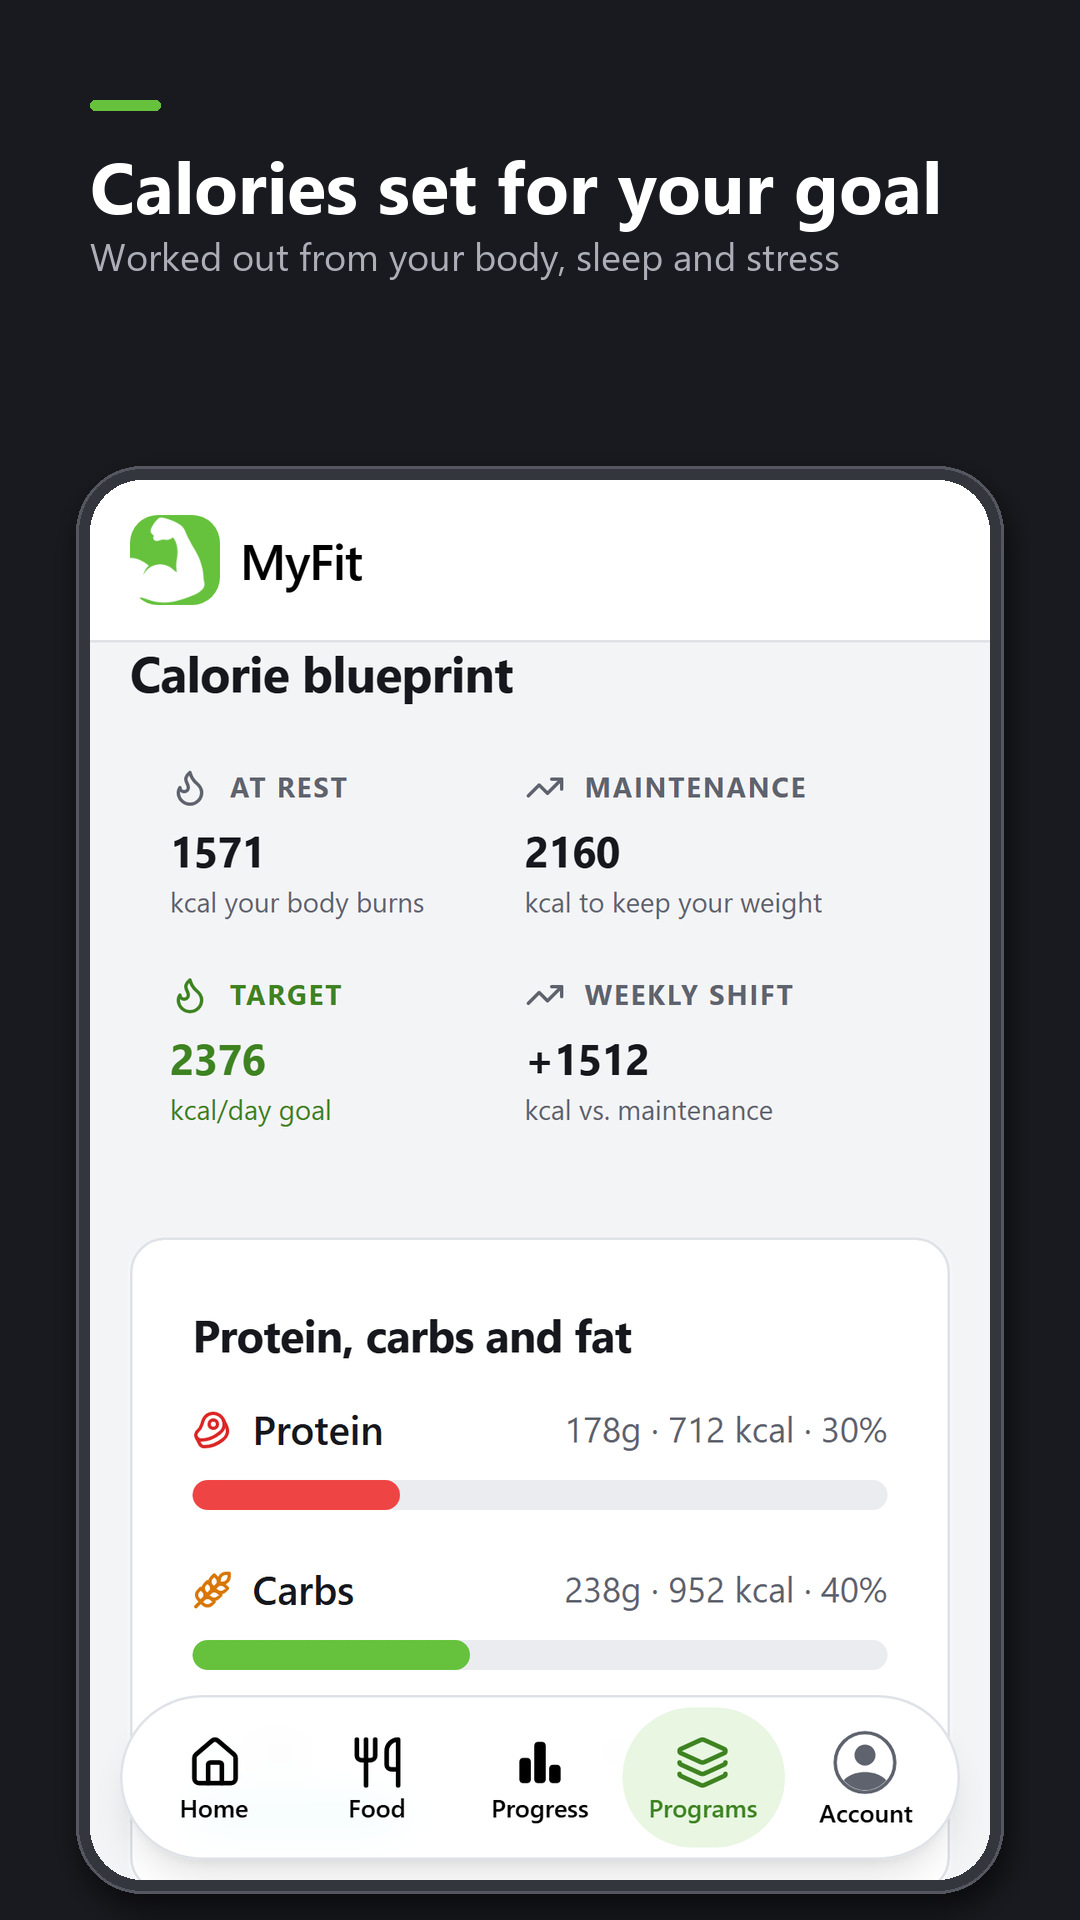 Calories set for your goal
Worked out from your body, sleep and stress
MyFit
Calorie blueprint
AT REST
1571
kcal your body burns
MAINTENANCE
2160
kcal to keep your weight
TARGET
2376
kcal/day goal
WEEKLY SHIFT
+1512
kcal vs. maintenance
Protein, carbs and fat
Protein 178g · 712 kcal · 30%
Carbs 238g · 952 kcal · 40%
Home Food Progress Programs Account